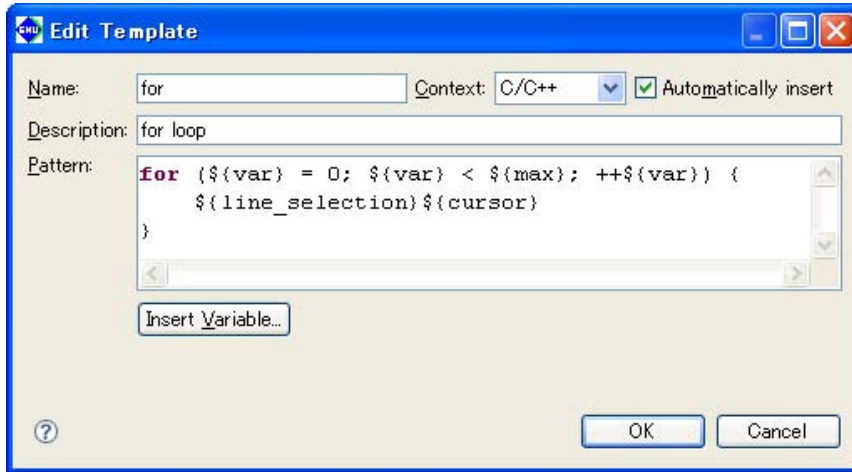 GNU Edit Template
Name: for Context: C/C++ Automatically insert
Description: for loop
Pattern:
for (${var} = 0; ${var} < ${max}; ++${var}) {
    ${line_selection}${cursor}
}
Insert Variable...
?
OK Cancel